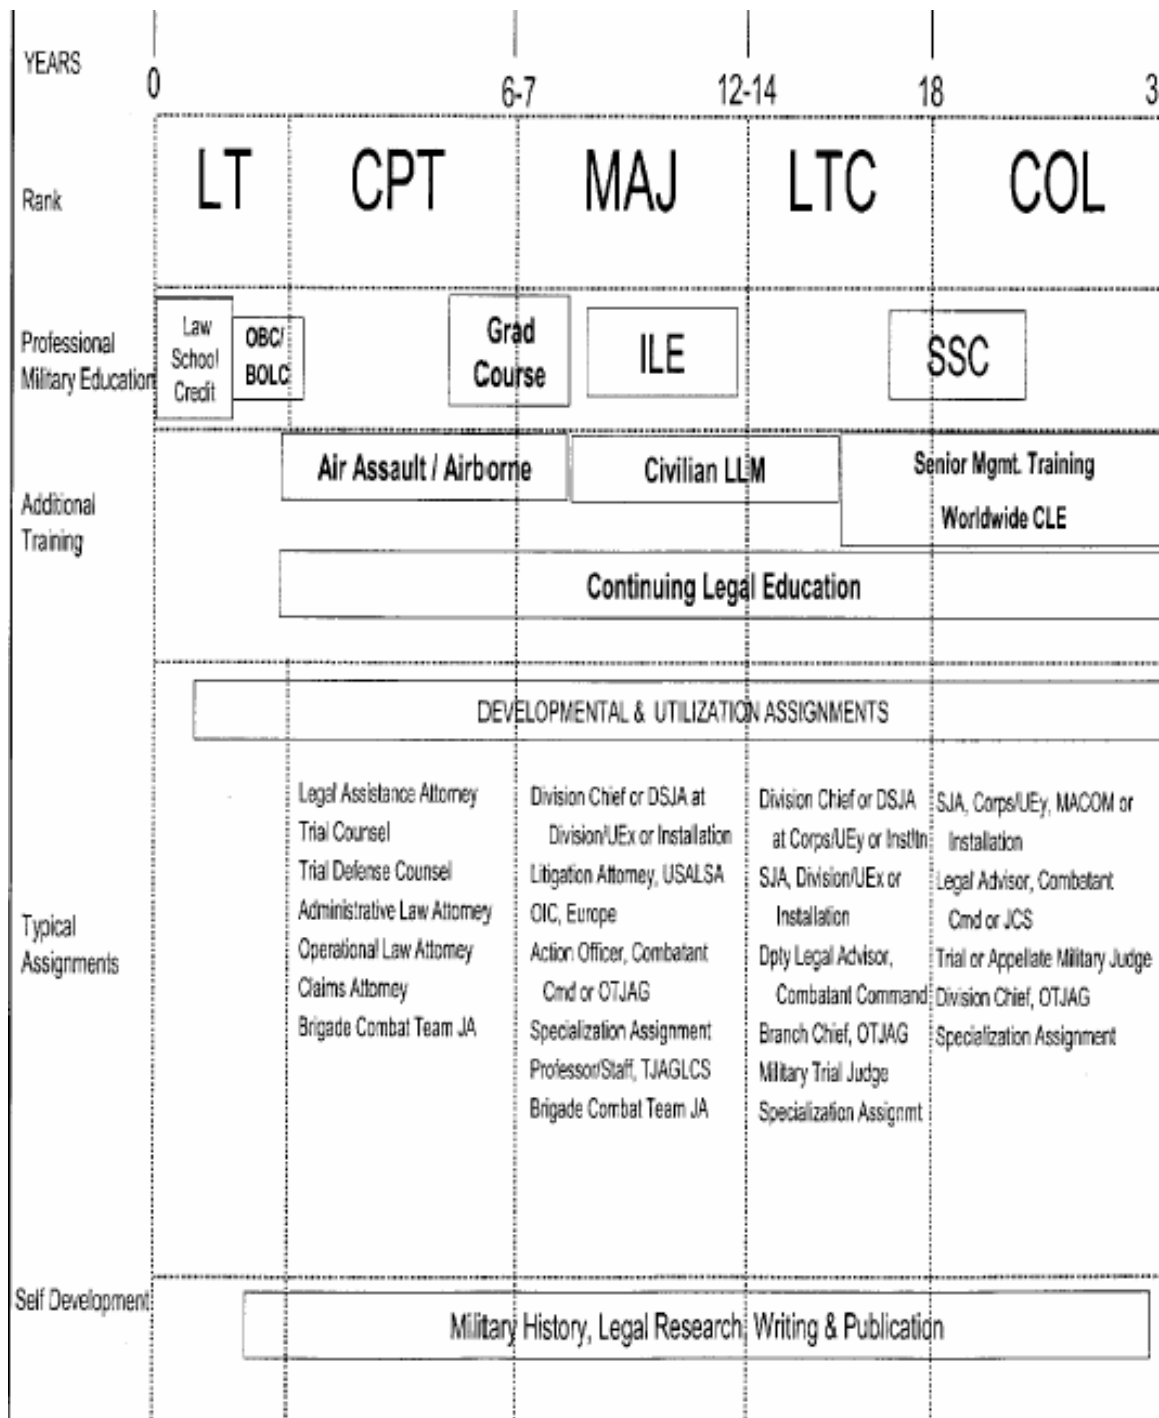 YEARS
0 6-7 12-14 18 3
Rank
LT CPT MAJ LTC COL
Professional
Military Education
Law
School
Credit
OBC/
BOLC
Grad
Course
ILE
SSC
Additional
Training
Air Assault / Airborne
Civilian LLM
Senior Mgmt. Training
Worldwide CLE
Continuing Legal Education
DEVELOPMENTAL & UTILIZATION ASSIGNMENTS
Typical
Assignments
Legal Assistance Attorney
Trial Counsel
Trial Defense Counsel
Administrative Law Attorney
Operational Law Attorney
Claims Attorney
Brigade Combat Team JA
Division Chief or DSJA at
Division/UEx or Installation
Litigation Attorney, USALSA
OIC, Europe
Action Officer, Combatant
Cmd or OTJAG
Specialization Assignment
Professor/Staff, TJAGLCS
Brigade Combat Team JA
Division Chief or DSJA
at Corps/UEy or Instltn
SJA, Division/UEx or
Installation
Dpty Legal Advisor,
Combatant Command
Branch Chief, OTJAG
Military Trial Judge
Specialization Assignmt
SJA, Corps/UEy, MACOM or
Installation
Legal Advisor, Combatant
Cmd or JCS
Trial or Appellate Military Judge
Division Chief, OTJAG
Specialization Assignment
Self Development
Military History, Legal Research, Writing & Publication